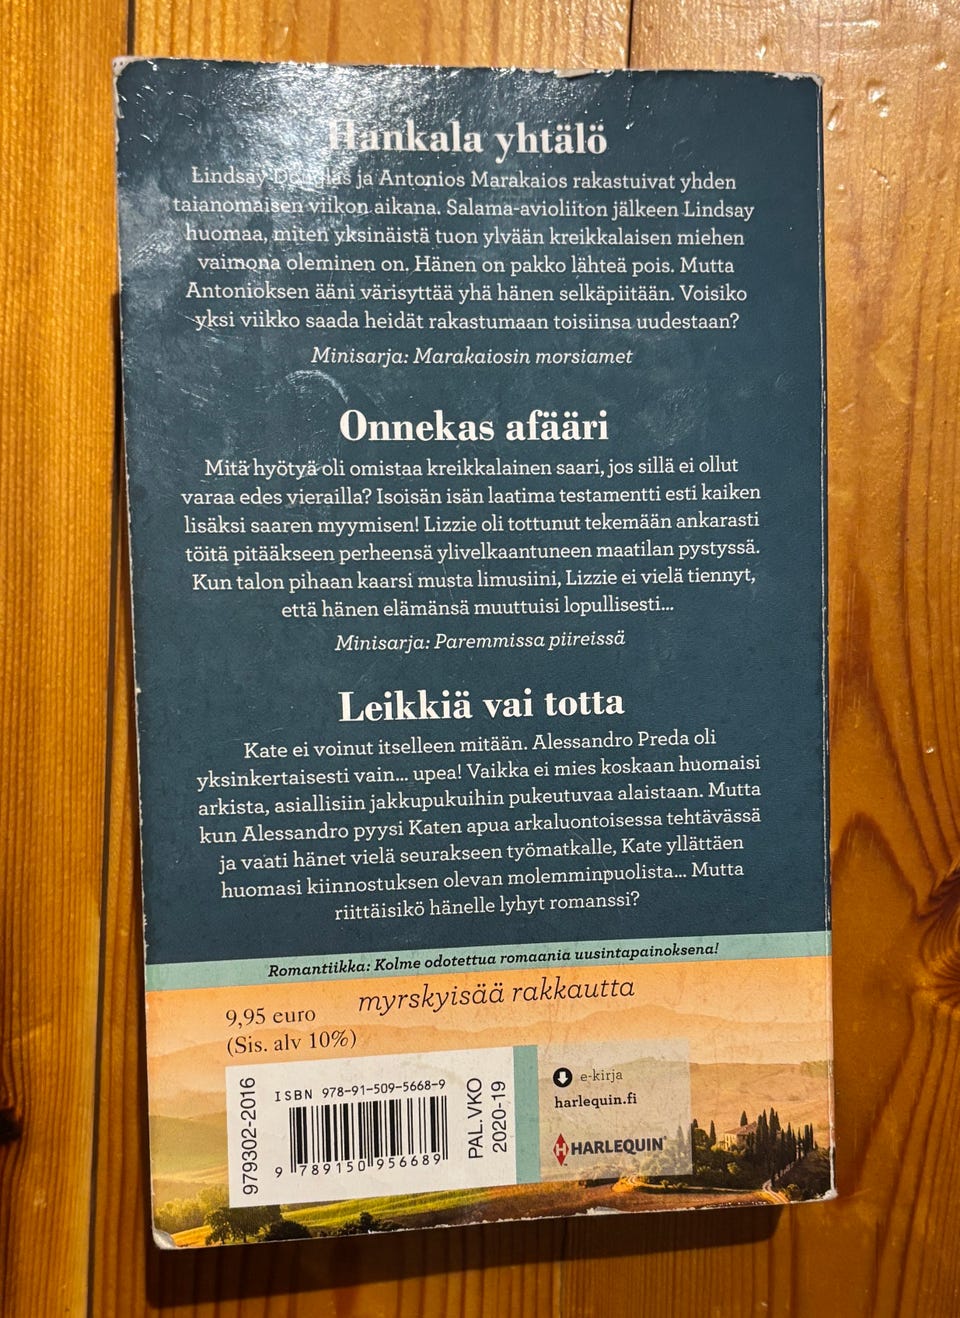 Hankala yhtälö
Lindsay Douglas ja Antonios Marakaios rakastuivat yhden
taianomaisen viikon aikana. Salama-avioliiton jälkeen Lindsay
huomaa, miten yksinäistä tuon ylvään kreikkalaisen miehen
vaimona oleminen on. Hänen on pakko lähteä pois. Mutta
Antonioksen ääni värisyttää yhä hänen selkäpiitään. Voisiko
yksi viikko saada heidät rakastumaan toisiinsa uudestaan?
Minisarja: Marakaiosin morsiamet
Onnekas afääri
Mitä hyötyä oli omistaa kreikkalainen saari, jos sillä ei ollut
varaa edes vierailla? Isoisän isän laatima testamentti esti kaiken
lisäksi saaren myymisen! Lizzie oli tottunut tekemään ankarasti
töitä pitääkseen perheensä ylivelkaantuneen maatilan pystyssä.
Kun talon pihaan kaarsi musta limusiini, Lizzie ei vielä tiennyt,
että hänen elämänsä muuttuisi lopullisesti...
Minisarja: Paremmissa piireissä
Leikkiä vai totta
Kate ei voinut itselleen mitään. Alessandro Preda oli
yksinkertaisesti vain... upea! Vaikka ei mies koskaan huomaisi
arkista, asiallisiin jakkupukuihin pukeutuvaa alaistaan. Mutta
kun Alessandro pyysi Katen apua arkaluontoisessa tehtävässä
ja vaati hänet vielä seurakseen työmatkalle, Kate yllättäen
huomasi kiinnostuksen olevan molemminpuolista... Mutta
riittäisikö hänelle lyhyt romanssi?
Romantiikka: Kolme odotettua romaania uusintapainoksena!
myrskyisää rakkautta
9,95 euro
(Sis. alv 10%)
979302-2016
ISBN 978-91-509-5668-9
9 789150 956689
PAL.VKO
2020-19
e-kirja
harlequin.fi
H HARLEQUIN